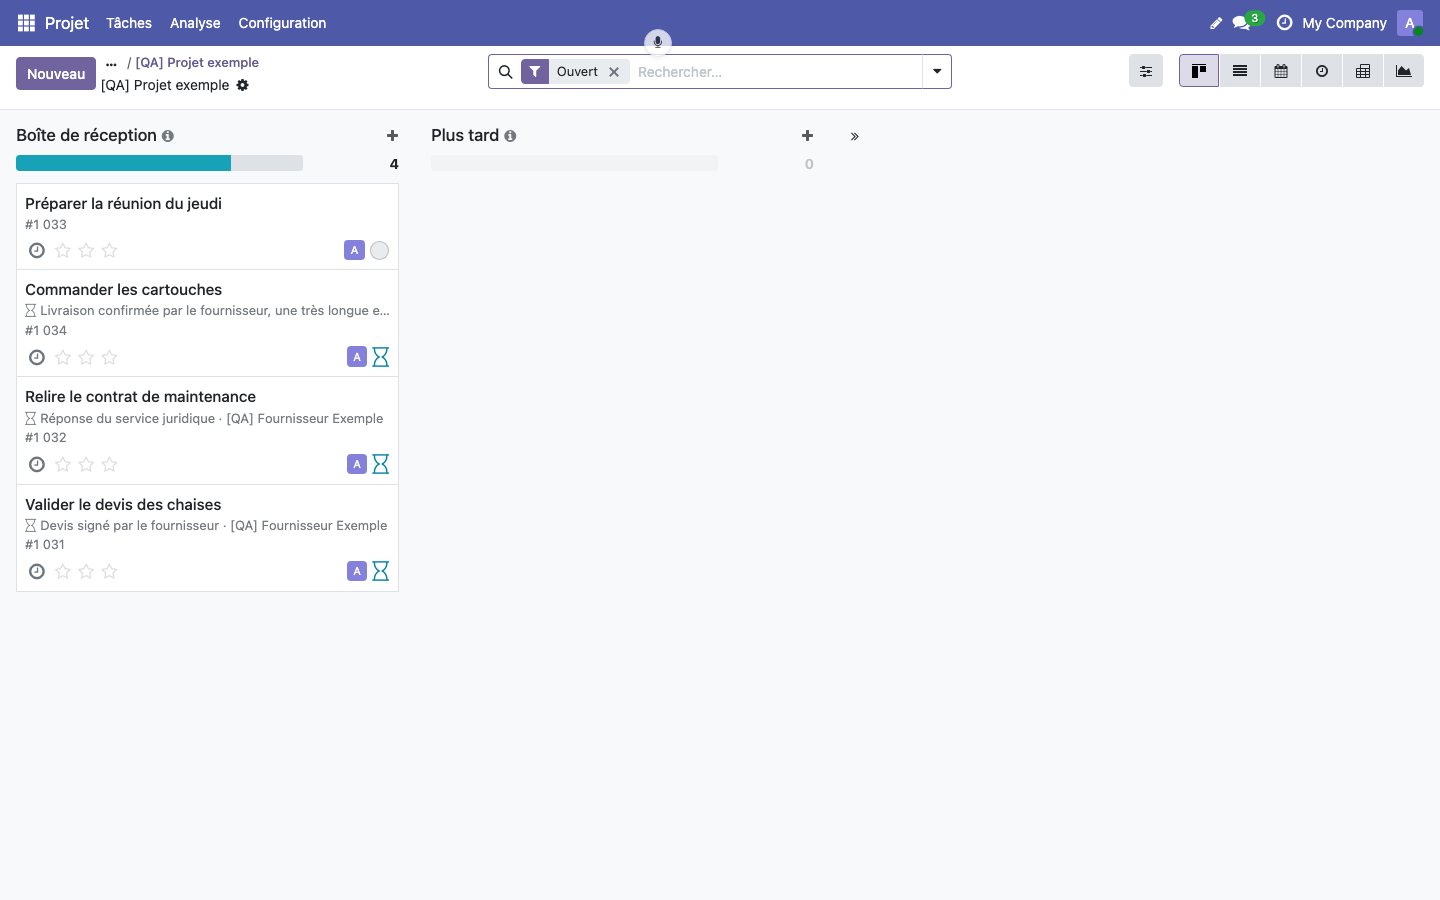 Projet Tâches Analyse Configuration 3 My Company A
Nouveau ... / [QA] Projet exemple
[QA] Projet exemple
Ouvert Rechercher...
Boîte de réception
4
Plus tard
0
Préparer la réunion du jeudi
#1 033
A
Commander les cartouches
Livraison confirmée par le fournisseur, une très longue e...
#1 034
A
Relire le contrat de maintenance
Réponse du service juridique · [QA] Fournisseur Exemple
#1 032
A
Valider le devis des chaises
Devis signé par le fournisseur · [QA] Fournisseur Exemple
#1 031
A